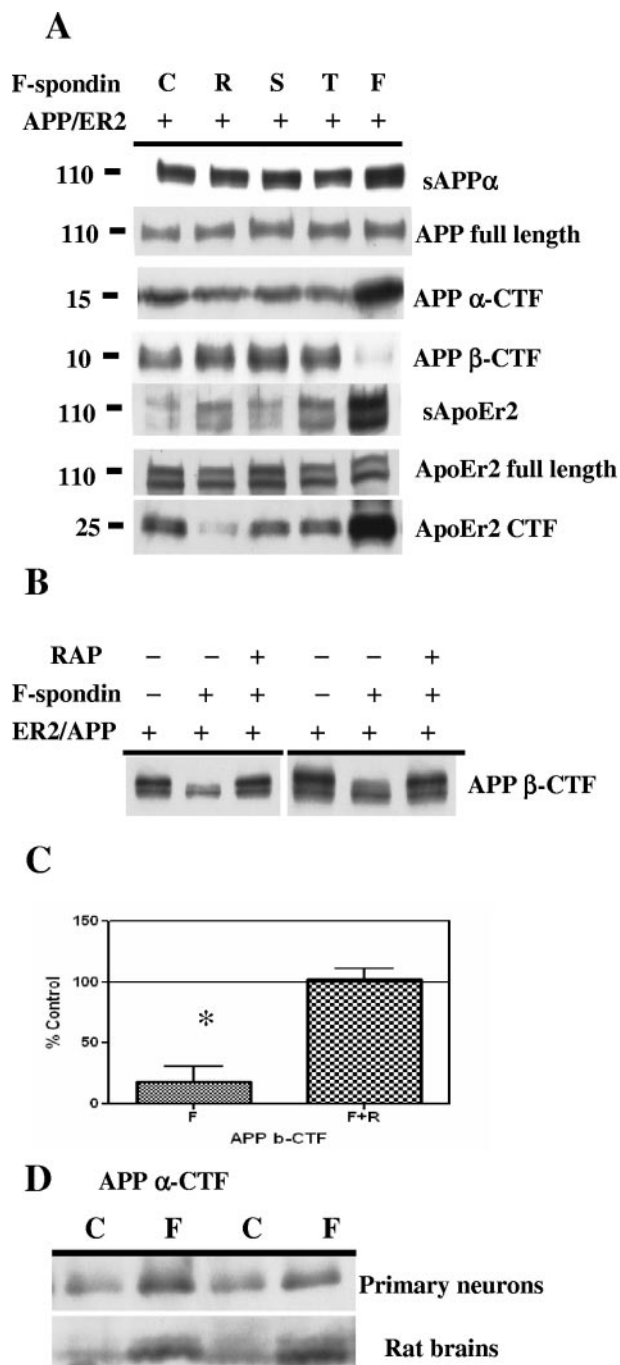 A
F-spondin C R S T F
APP/ER2 + + + + +
110 sAPPα
110 APP full length
15 APP α-CTF
10 APP β-CTF
110 sApoEr2
110 ApoEr2 full length
25 ApoEr2 CTF
B
RAP – – + – – +
F-spondin – + + – + +
ER2/APP + + + + + +
APP β-CTF
C
150
100
50
0
% Control
*
F F+R
APP b-CTF
D APP α-CTF
C F C F
Primary neurons
Rat brains